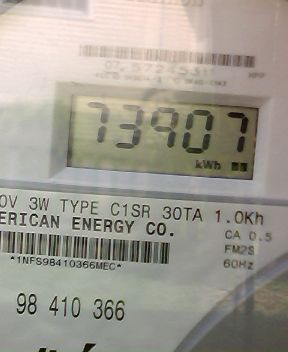 73907
kWh
0V 3W TYPE C1SR 30TA 1.0Kh
ERICAN ENERGY CO.
CA 0.5
FM2S
60Hz
*1NFS98410366MEC*
98 410 366